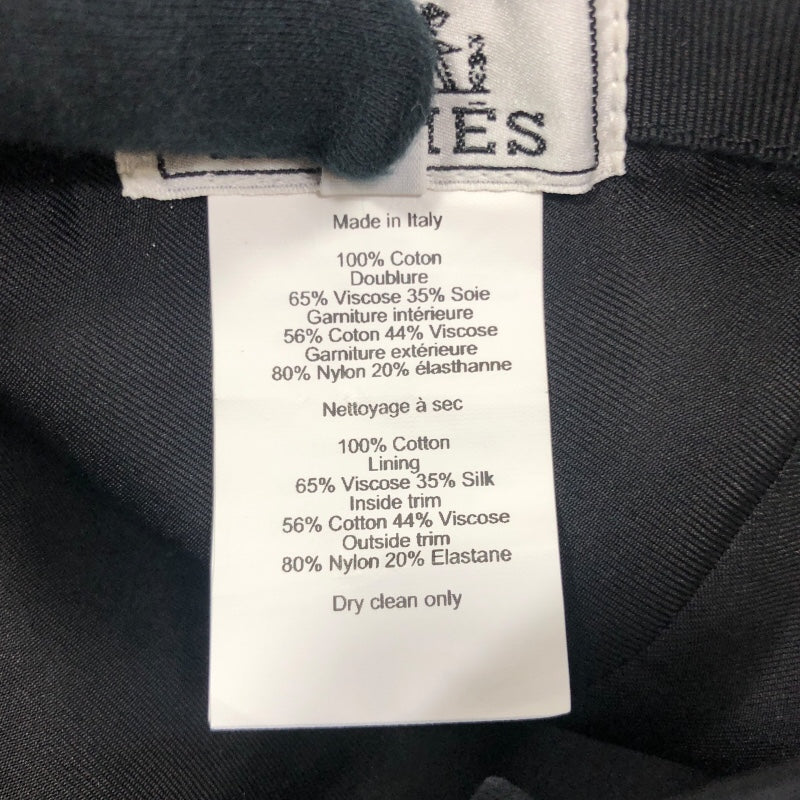 Made in Italy
100% Coton
Doublure
65% Viscose 35% Soie
Garniture intérieure
56% Coton 44% Viscose
Garniture extérieure
80% Nylon 20% élasthanne
Nettoyage à sec
100% Cotton
Lining
65% Viscose 35% Silk
Inside trim
56% Cotton 44% Viscose
Outside trim
80% Nylon 20% Elastane
Dry clean only